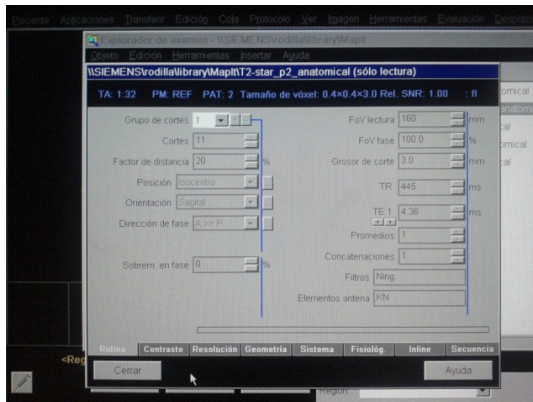 Paciente Aplicaciones Transferir Edición Cola Protocolo Ver Imagen Herramientas Evaluación
Explorador de examen - \\SIEMENS\rodilla\library\MapIt
Objeto Edición Herramientas Insertar Ayuda
\\SIEMENS\rodilla\library\MapIt\T2-star_p2_anatomical (sólo lectura)
TA: 1:32 PM: REF PAT: 2 Tamaño de vóxel: 0.4×0.4×3.0 Rel. SNR: 1.00 : fl
Grupo de cortes 1
FoV lectura 160 mm
Cortes 11
FoV fase 100.0 %
Factor de distancia 20 %
Grosor de corte 3.0 mm
Posición Isocentro
TR 445 ms
Orientación Sagital
TE 1 4.36 ms
Dirección de fase A >> P
Promedios 1
Concatenaciones 1
Sobrem. en fase 0 %
Filtros Ning.
Elementos antena KN
Rutina Contraste Resolución Geometría Sistema Fisiológ. Inline Secuencia
<Reg
Cerrar Ayuda
Región: